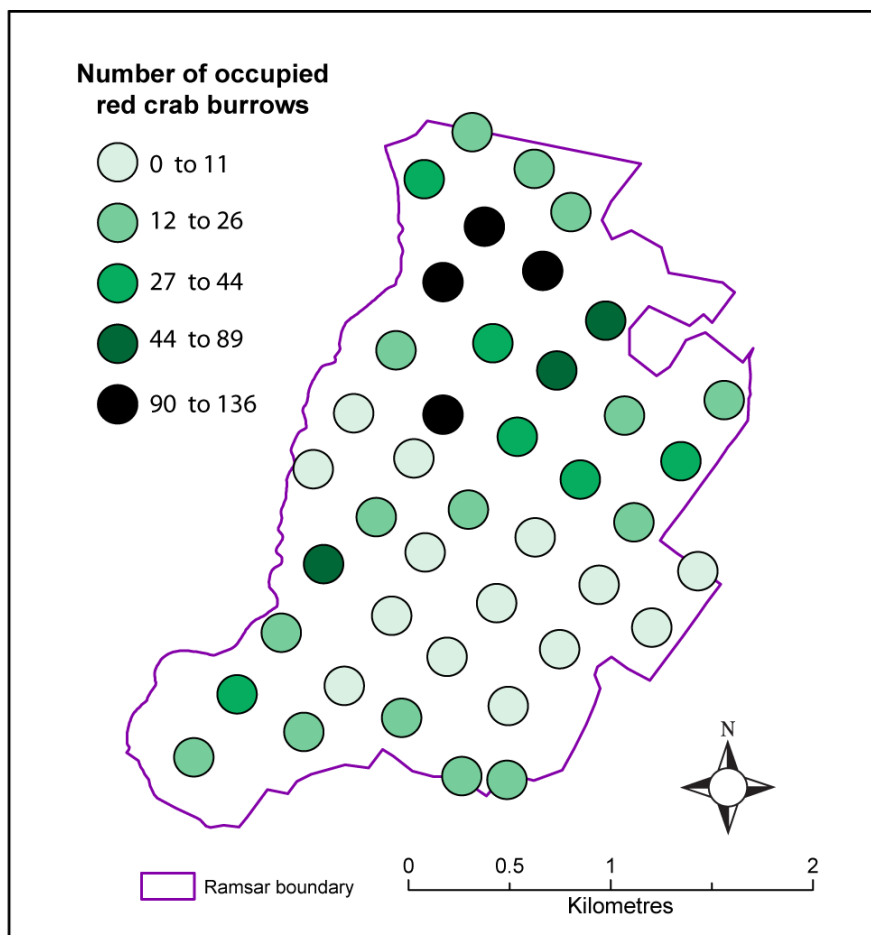 Number of occupied
red crab burrows
0 to 11
12 to 26
27 to 44
44 to 89
90 to 136
N
Ramsar boundary
0 0.5 1 2
Kilometres